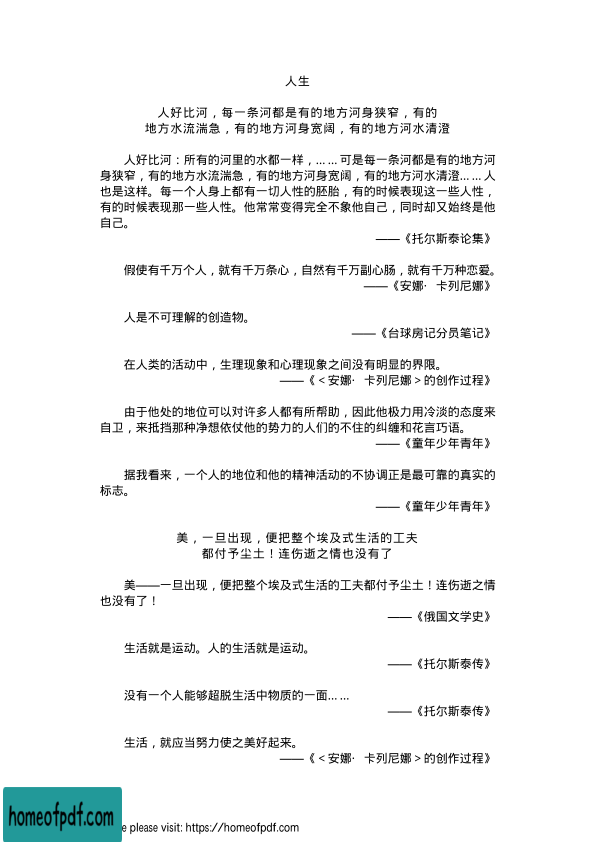 人生
人好比河，每一条河都是有的地方河身狭窄，有的
地方水流湍急，有的地方河身宽阔，有的地方河水清澄
人好比河：所有的河里的水都一样，……可是每一条河都是有的地方河
身狭窄，有的地方水流湍急，有的地方河身宽阔，有的地方河水清澄……人
也是这样。每一个人身上都有一切人性的胚胎，有的时候表现这一些人性，
有的时候表现那一些人性。他常常变得完全不象他自己，同时却又始终是他
自己。
——《托尔斯泰论集》
假使有千万个人，就有千万条心，自然有千万副心肠，就有千万种恋爱。
——《安娜·卡列尼娜》
人是不可理解的创造物。
——《台球房记分员笔记》
在人类的活动中，生理现象和心理现象之间没有明显的界限。
——《＜安娜·卡列尼娜＞的创作过程》
由于他处的地位可以对许多人都有所帮助，因此他极力用冷淡的态度来
自卫，来抵挡那种净想依仗他的势力的人们的不住的纠缠和花言巧语。
——《童年少年青年》
据我看来，一个人的地位和他的精神活动的不协调正是最可靠的真实的
标志。
——《童年少年青年》
美，一旦出现，便把整个埃及式生活的工夫
都付予尘土！连伤逝之情也没有了
美——一旦出现，便把整个埃及式生活的工夫都付予尘土！连伤逝之情
也没有了！
——《俄国文学史》
生活就是运动。人的生活就是运动。
——《托尔斯泰传》
没有一个人能够超脱生活中物质的一面……
——《托尔斯泰传》
生活，就应当努力使之美好起来。
——《＜安娜·卡列尼娜＞的创作过程》
homeofpdf.com
please visit: https://homeofpdf.com